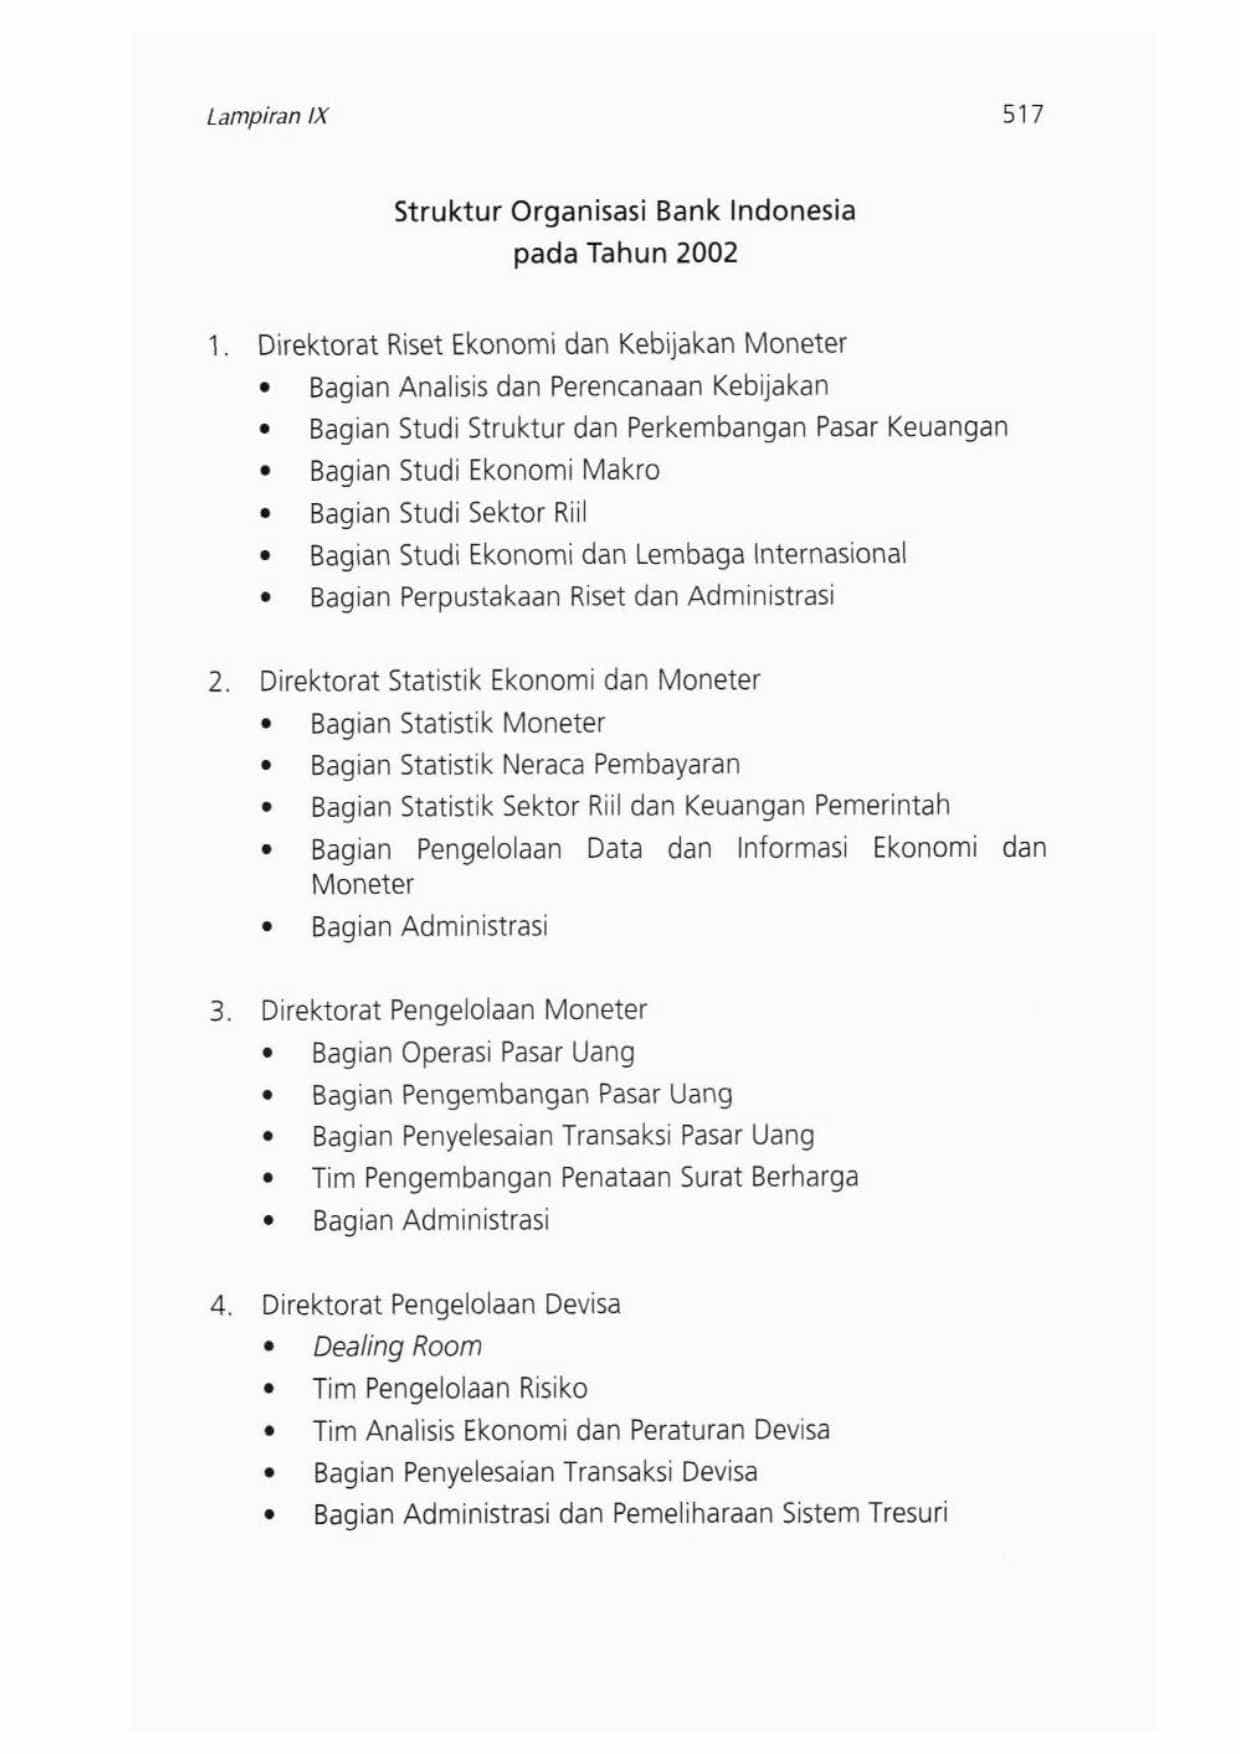 Lampiran IX
517
Struktur Organisasi Bank Indonesia
pada Tahun 2002
1. Direktorat Riset Ekonomi dan Kebijakan Moneter
• Bagian Analisis dan Perencanaan Kebijakan
• Bagian Studi Struktur dan Perkembangan Pasar Keuangan
• Bagian Studi Ekonomi Makro
• Bagian Studi Sektor Riil
• Bagian Studi Ekonomi dan Lembaga Internasional
• Bagian Perpustakaan Riset dan Administrasi
2. Direktorat Statistik Ekonomi dan Moneter
• Bagian Statistik Moneter
• Bagian Statistik Neraca Pembayaran
• Bagian Statistik Sektor Riil dan Keuangan Pemerintah
• Bagian Pengelolaan Data dan Informasi Ekonomi dan
Moneter
• Bagian Administrasi
3. Direktorat Pengelolaan Moneter
• Bagian Operasi Pasar Uang
• Bagian Pengembangan Pasar Uang
• Bagian Penyelesaian Transaksi Pasar Uang
• Tim Pengembangan Penataan Surat Berharga
• Bagian Administrasi
4. Direktorat Pengelolaan Devisa
• Dealing Room
• Tim Pengelolaan Risiko
• Tim Analisis Ekonomi dan Peraturan Devisa
• Bagian Penyelesaian Transaksi Devisa
• Bagian Administrasi dan Pemeliharaan Sistem Tresuri